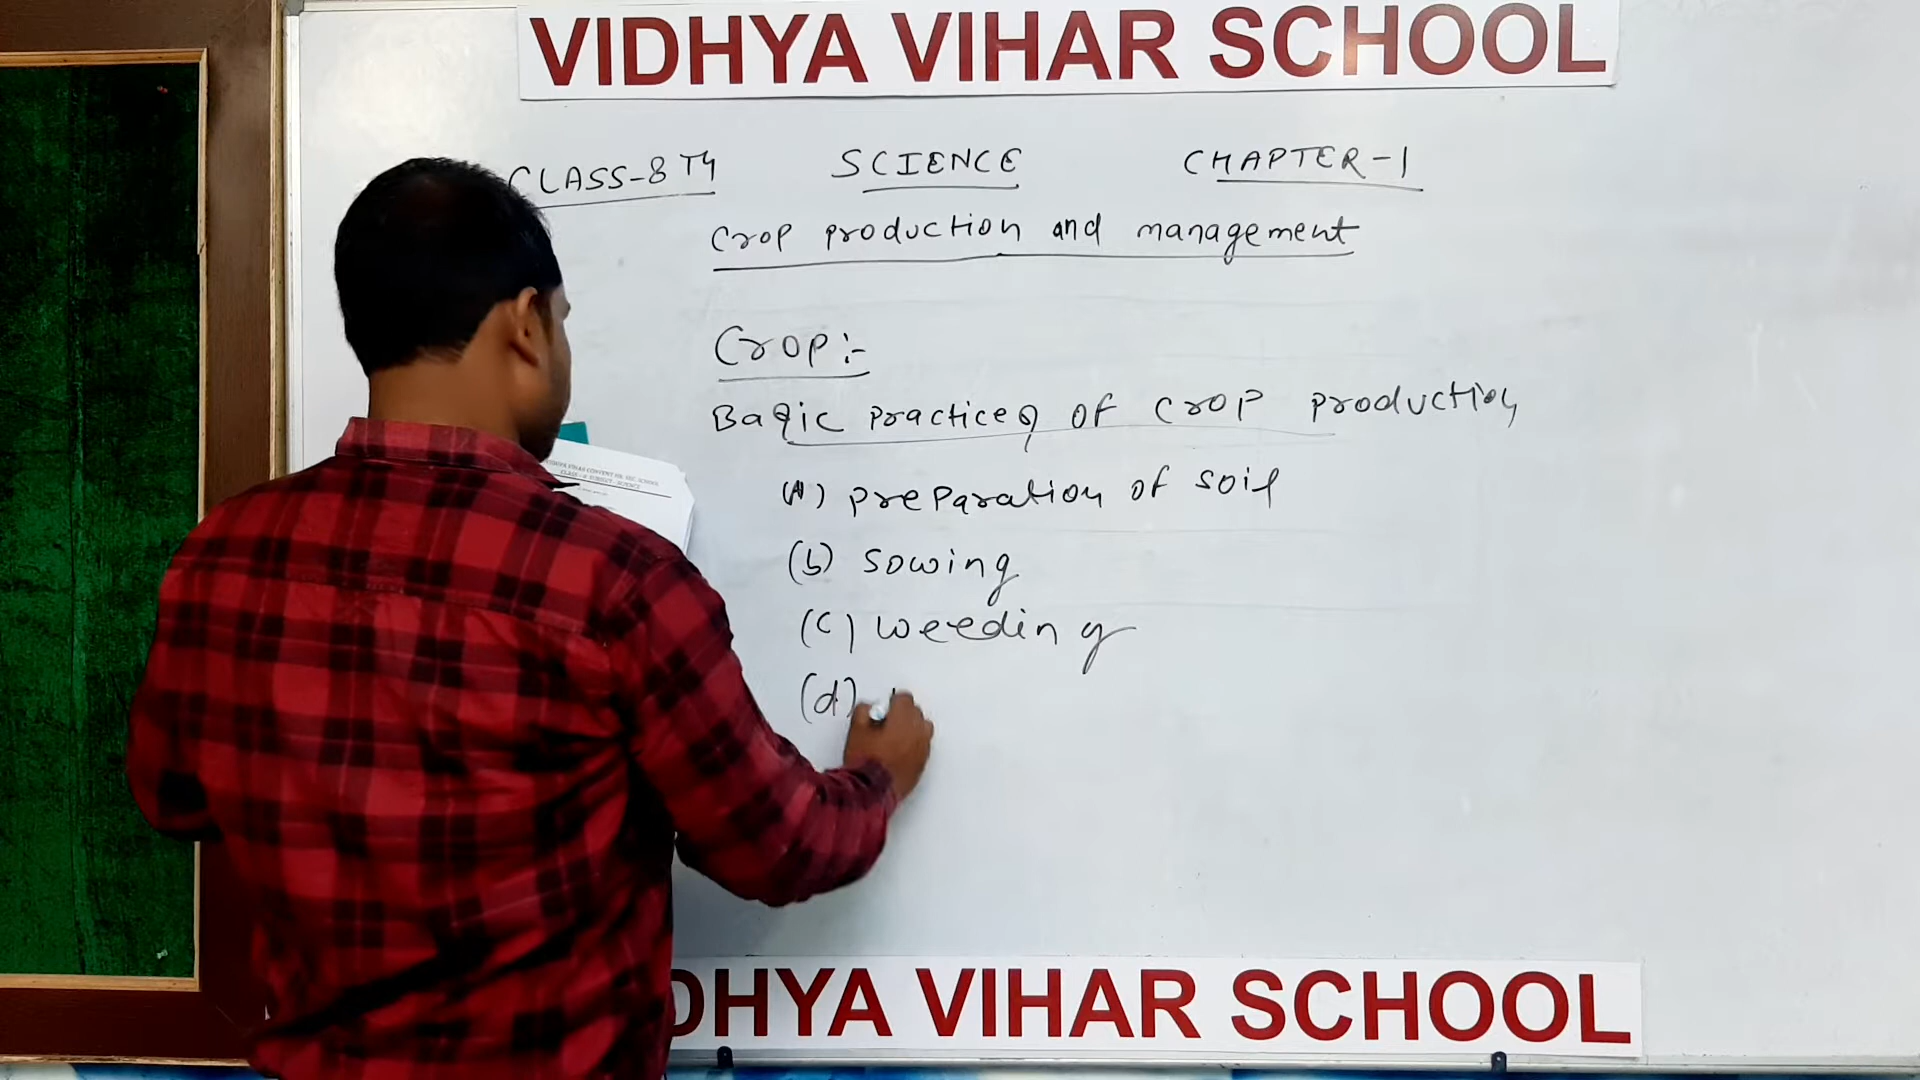 VIDHYA VIHAR SCHOOL
CLASS-8TH SCIENCE CHAPTER-1
Crop production and management
Crop:-
Basic practices of crop production
(A) preparation of soil
(b) sowing
(c) weeding
(d)
DHYA VIHAR SCHOOL